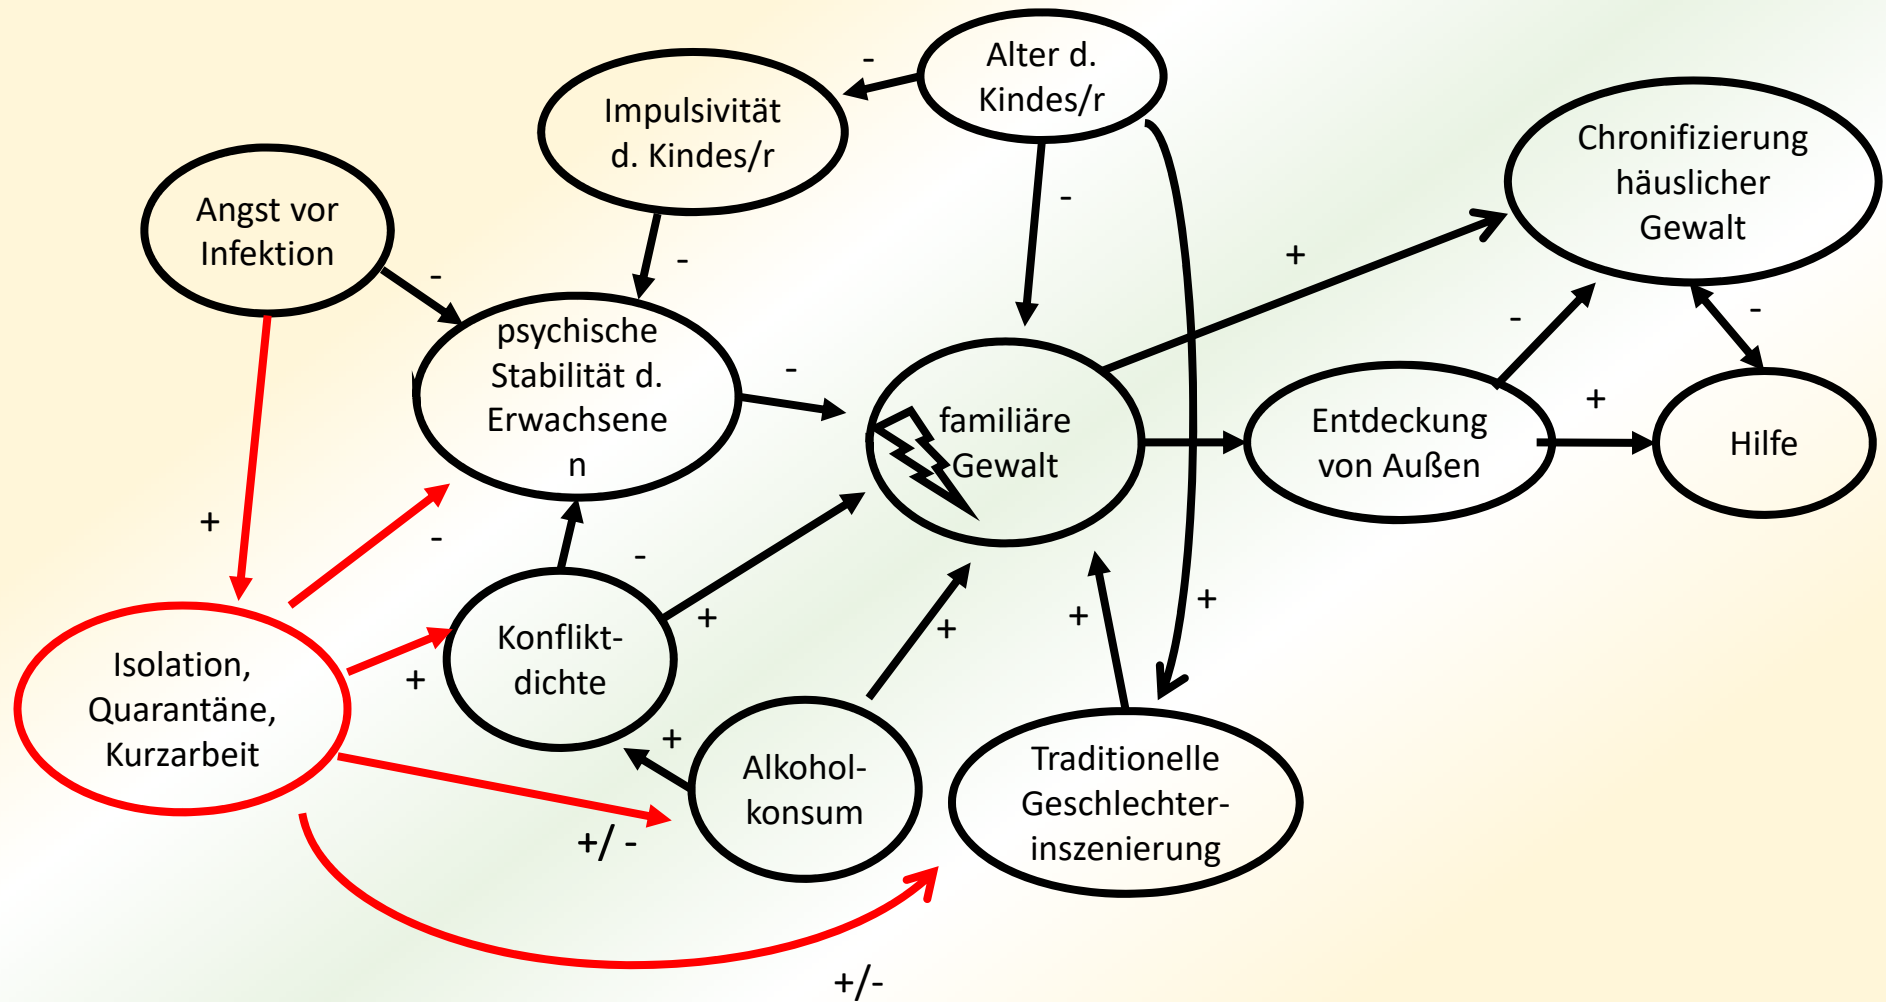 Alter d.
Kindes/r
-
Impulsivität
d. Kindes/r
Chronifizierung
häuslicher
Gewalt
Angst vor
Infektion
-
-
-
+
-
-
psychische
Stabilität d.
Erwachsene
n
-
familiäre
Gewalt
Entdeckung
von Außen
+
Hilfe
+
-
-
+
+
+
+
Konflikt-
dichte
+
Isolation,
Quarantäne,
Kurzarbeit
+
Alkohol-
konsum
Traditionelle
Geschlechter-
inszenierung
+/ -
+/-